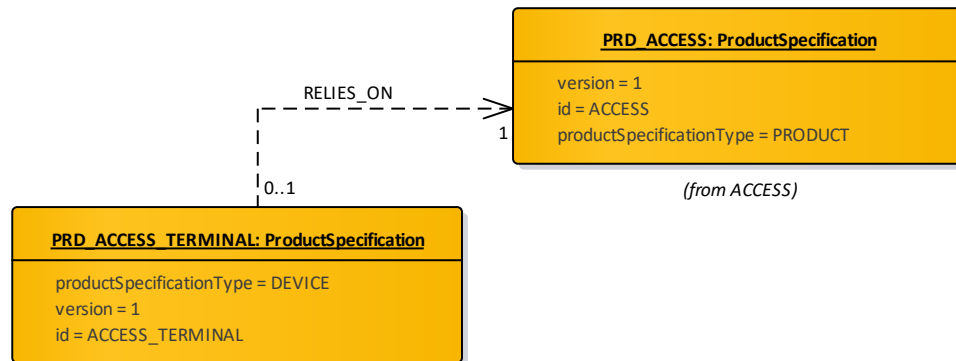 PRD_ACCESS: ProductSpecification
version = 1
id = ACCESS
productSpecificationType = PRODUCT
(from ACCESS)
RELIES_ON
1
0..1
PRD_ACCESS_TERMINAL: ProductSpecification
productSpecificationType = DEVICE
version = 1
id = ACCESS_TERMINAL